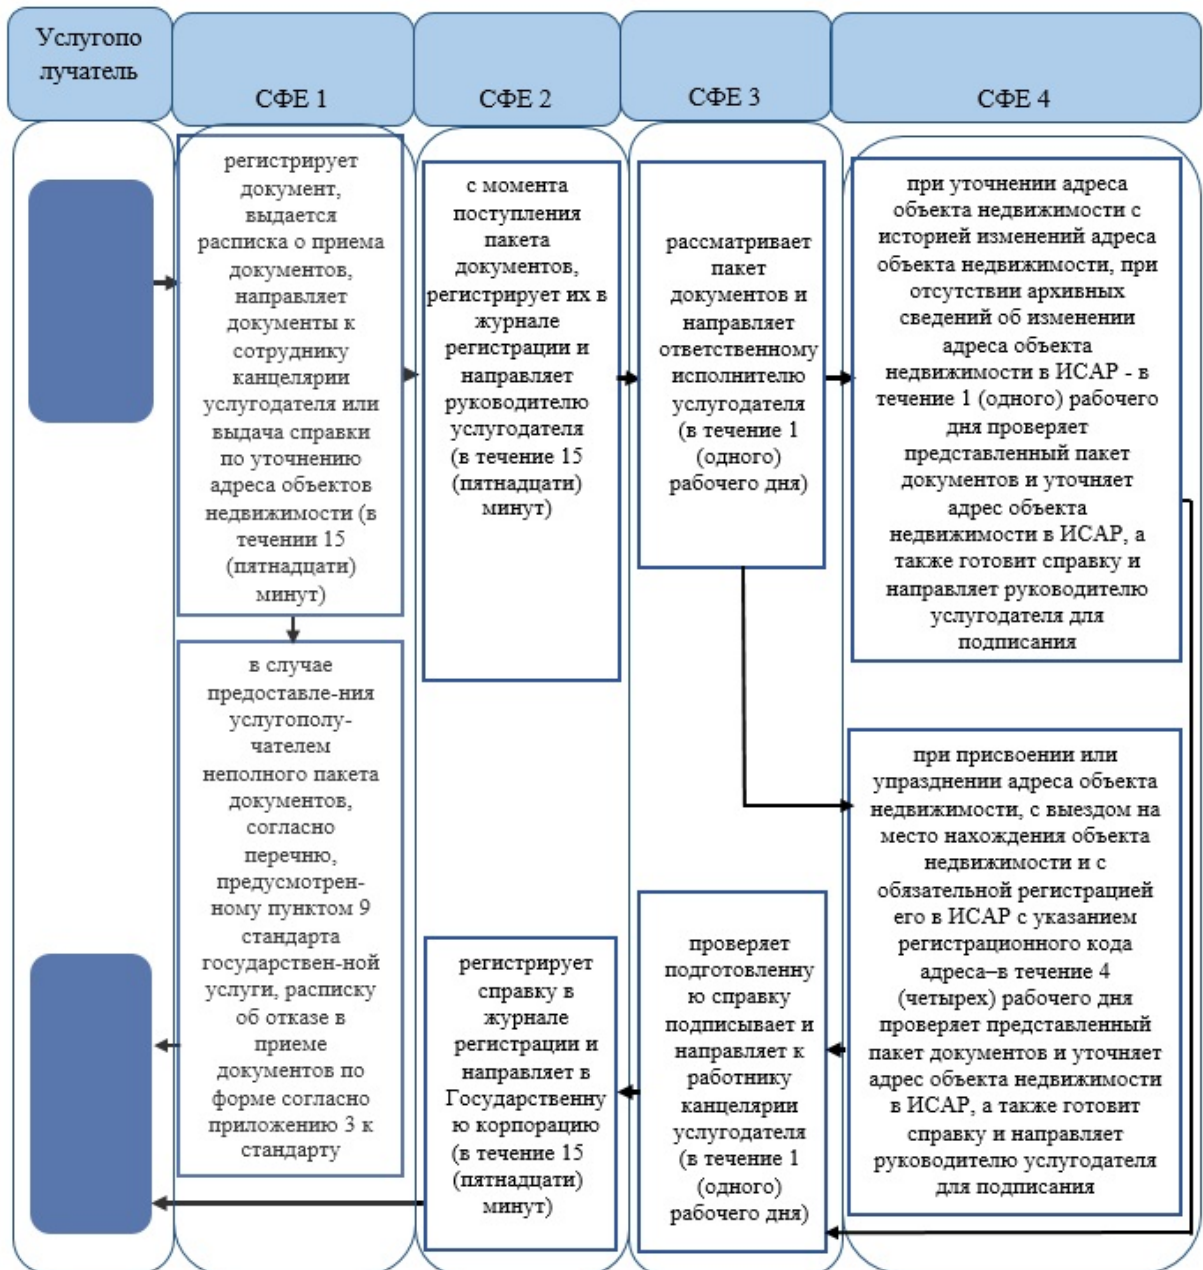 Услугопо
лучатель
СФЕ 1
СФЕ 2
СФЕ 3
СФЕ 4
регистрирует
документ,
выдается
расписка о приема
документов,
направляет
документы к
сотруднику
канцелярии
услугодателя или
выдача справки
по уточнению
адреса объектов
недвижимости (в
течении 15
(пятнадцати)
минут)
в случае
предоставле-ния
услугополу-
чателем
неполного пакета
документов,
согласно
перечню,
предусмотрен-
ному пунктом 9
стандарта
государствен-ной
услуги, расписку
об отказе в
приеме
документов по
форме согласно
приложению 3 к
стандарту
с момента
поступления
пакета
документов,
регистрирует их в
журнале
регистрации и
направляет
руководителю
услугодателя
(в течение 15
(пятнадцати)
минут)
регистрирует
справку в
журнале
регистрации и
направляет в
Государственну
ю корпорацию
(в течение 15
(пятнадцати)
минут)
рассматривает
пакет
документов и
направляет
ответственному
исполнителю
услугодателя
(в течение 1
(одного)
рабочего дня)
проверяет
подготовленну
ю справку
подписывает и
направляет к
работнику
канцелярии
услугодателя
(в течение 1
(одного)
рабочего дня)
при уточнении адреса
объекта недвижимости с
историей изменений адреса
объекта недвижимости, при
отсутствии архивных
сведений об изменении
адреса объекта
недвижимости в ИСАР - в
течение 1 (одного) рабочего
дня проверяет
представленный пакет
документов и уточняет
адрес объекта
недвижимости в ИСАР, а
также готовит справку и
направляет руководителю
услугодателя для
подписания
при присвоении или
упразднении адреса объекта
недвижимости, с выездом на
место нахождения объекта
недвижимости и с
обязательной регистрацией
его в ИСАР с указанием
регистрационного кода
адреса–в течение 4
(четырех) рабочего дня
проверяет представленный
пакет документов и уточняет
адрес объекта недвижимости
в ИСАР, а также готовит
справку и направляет
руководителю услугодателя
для подписания